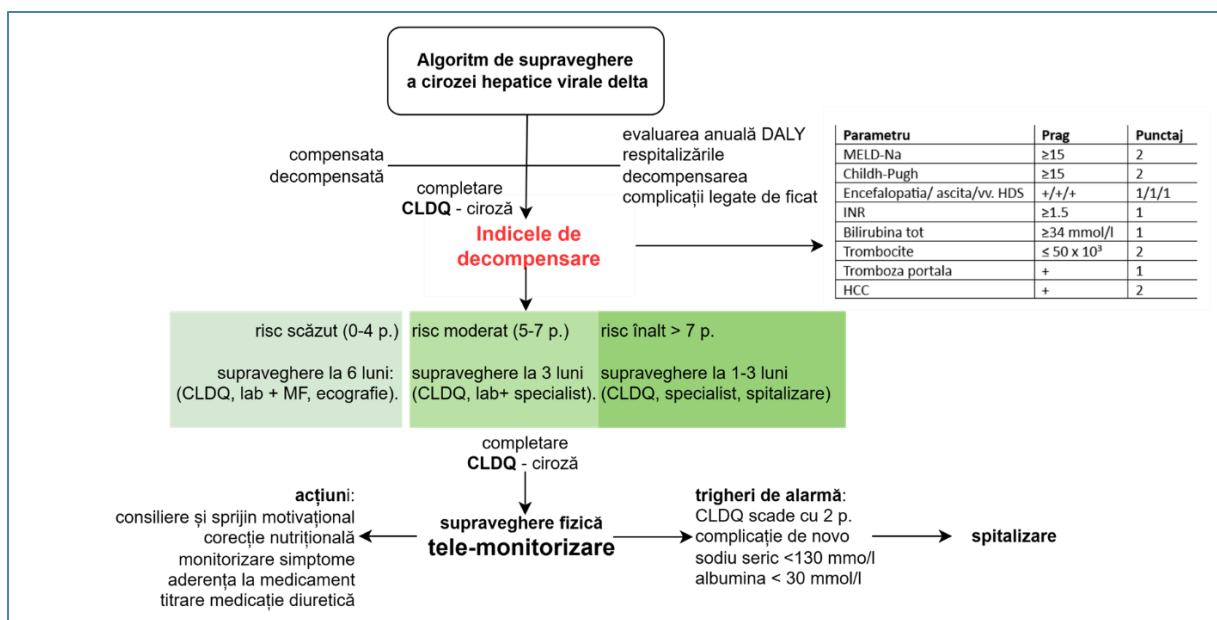 Algoritm de supraveghere
a cirozei hepatice virale delta
compensata
decompensată
evaluarea anuală DALY
respitalizările
decompensarea
complicații legate de ficat
completare
CLDQ - ciroză
Indicele de
decompensare
Parametru Prag Punctaj
MELD-Na ≥15 2
Childh-Pugh ≥15 2
Encefalopatia/ ascita/vv. HDS +/+/+ 1/1/1
INR ≥1.5 1
Bilirubina tot ≥34 mmol/l 1
Trombocite ≤ 50 x 10³ 2
Tromboza portala + 1
HCC + 2
risc scăzut (0-4 p.)
supraveghere la 6 luni:
(CLDQ, lab + MF, ecografie).
risc moderat (5-7 p.)
supraveghere la 3 luni
(CLDQ, lab+ specialist).
risc înalt > 7 p.
supraveghere la 1-3 luni
(CLDQ, specialist, spitalizare)
completare
CLDQ - ciroză
acțiuni:
consiliere și sprijin motivațional
corecție nutrițională
monitorizare simptome
aderența la medicament
titrare medicație diuretică
supraveghere fizică
tele-monitorizare
trigheri de alarmă:
CLDQ scade cu 2 p.
complicație de novo
sodiu seric <130 mmo/l
albumina < 30 mmol/l
spitalizare